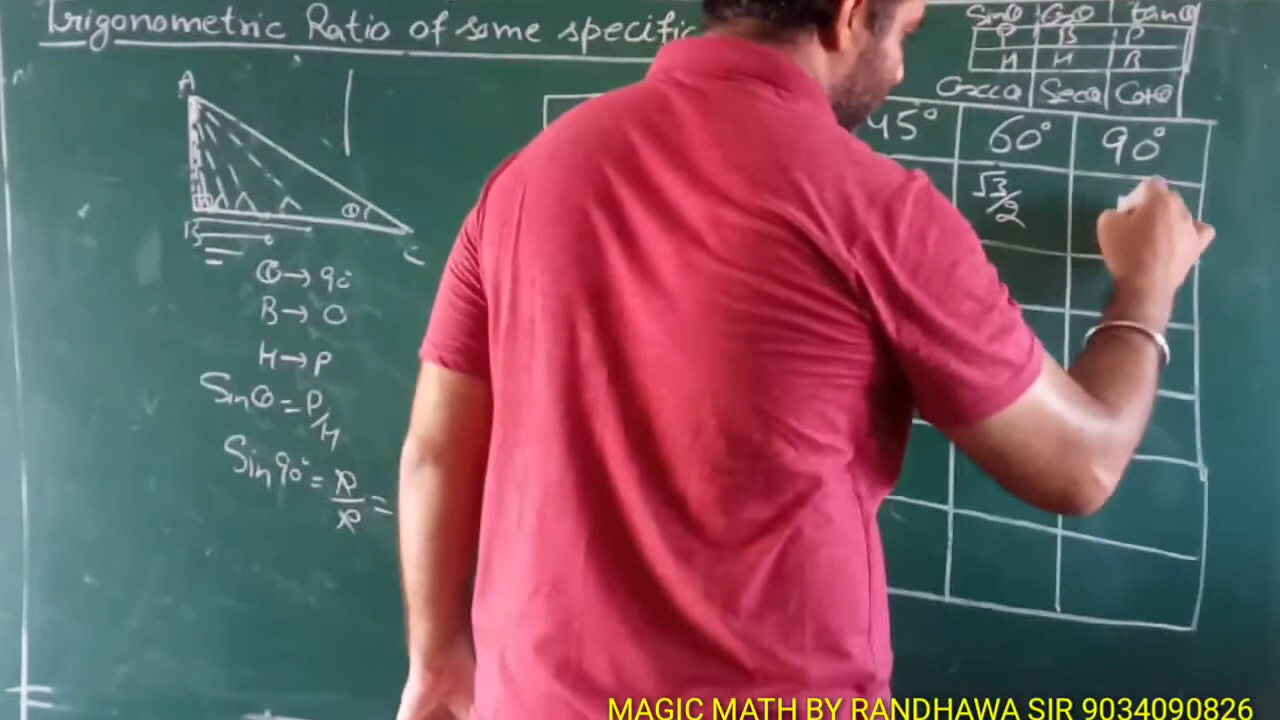 Trigonometric Ratio of some specific
Sinθ Cosθ tanθ
P B P
H H B
Cosecθ Secθ Cotθ
A
B
θ
C
45° 60° 90°
√3/2
θ → 90°
B → 0
H → P
Sinθ = P/H
Sin90° = P/P =
MAGIC MATH BY RANDHAWA SIR 9034090826